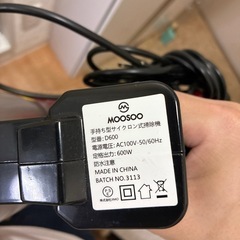 MOOSOO
手持ち型サイクロン式掃除機
型番: D600
電源電圧: AC100V-50/60Hz
定格出力: 600W
防水注意
MADE IN CHINA
BATCH NO. 3113